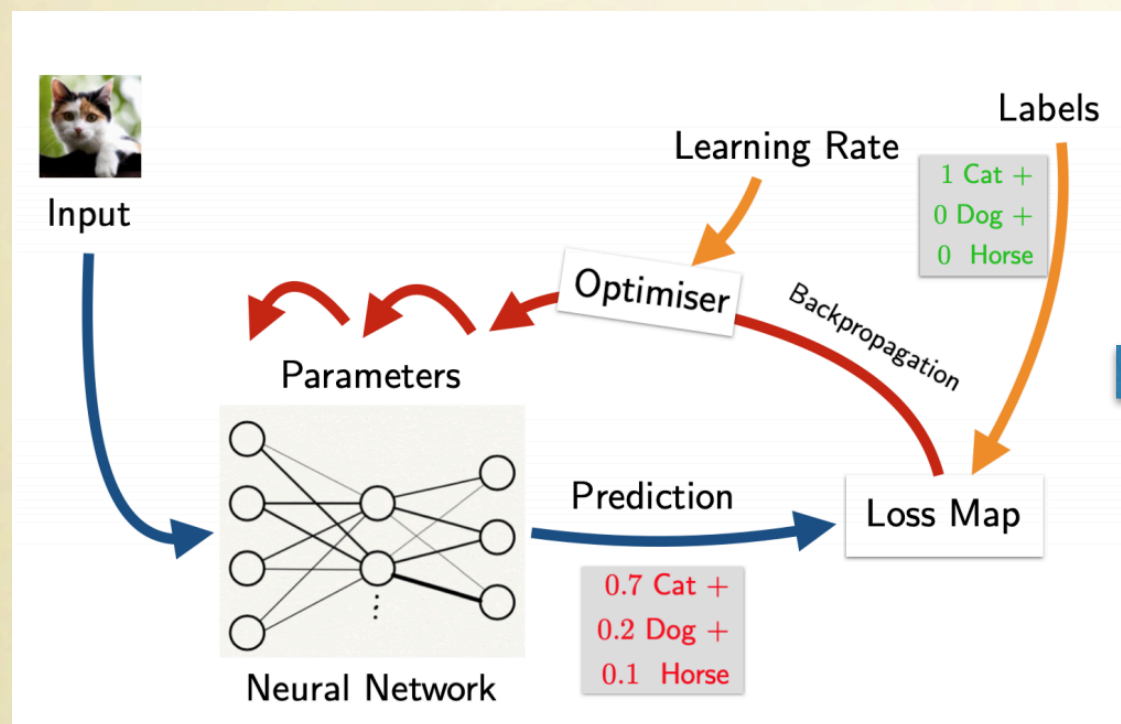 Input
Learning Rate
Labels
1 Cat +
0 Dog +
0 Horse
Optimiser
Backpropagation
Parameters
Prediction
Loss Map
0.7 Cat +
0.2 Dog +
0.1 Horse
Neural Network